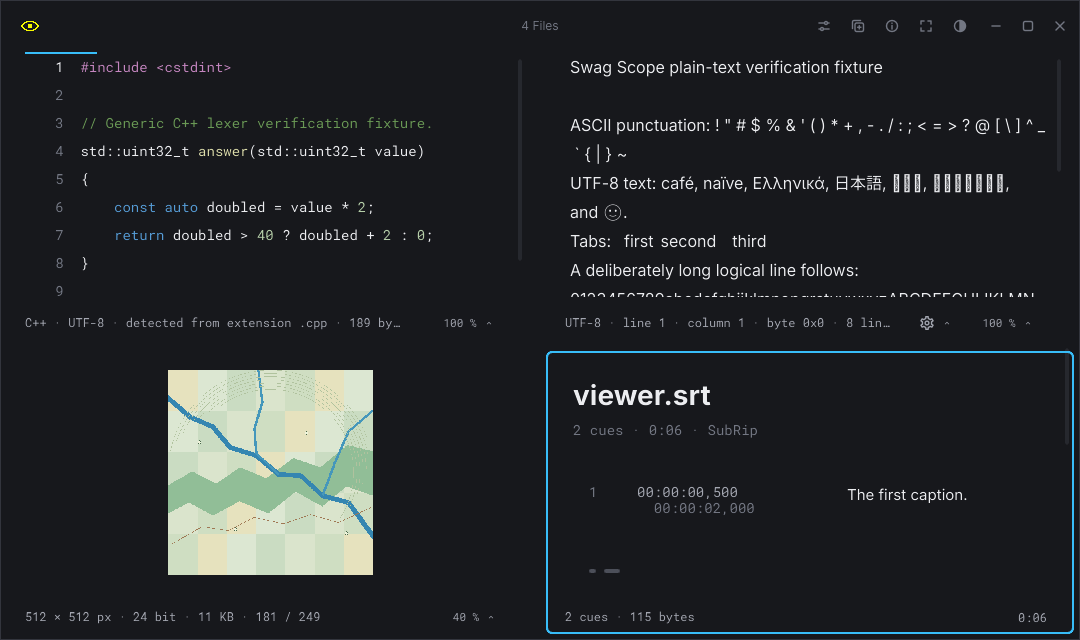 4 Files
1 #include <cstdint>
2
3 // Generic C++ lexer verification fixture.
4 std::uint32_t answer(std::uint32_t value)
5 {
6 const auto doubled = value * 2;
7 return doubled > 40 ? doubled + 2 : 0;
8 }
9
C++ · UTF-8 · detected from extension .cpp · 189 by… 100 %
Swag Scope plain-text verification fixture
ASCII punctuation: ! " # $ % & ' ( ) * + , - . / : ; < = > ? @ [ \ ] ^ _
` { | } ~
UTF-8 text: café, naïve, Ελληνικά, 日本語,
and 🙂.
Tabs: first second third
A deliberately long logical line follows:
UTF-8 · line 1 · column 1 · byte 0x0 · 8 lin… 100 %
512 × 512 px · 24 bit · 11 KB · 181 / 249 40 %
viewer.srt
2 cues · 0:06 · SubRip
1 00:00:00,500 The first caption.
00:00:02,000
2 cues · 115 bytes 0:06